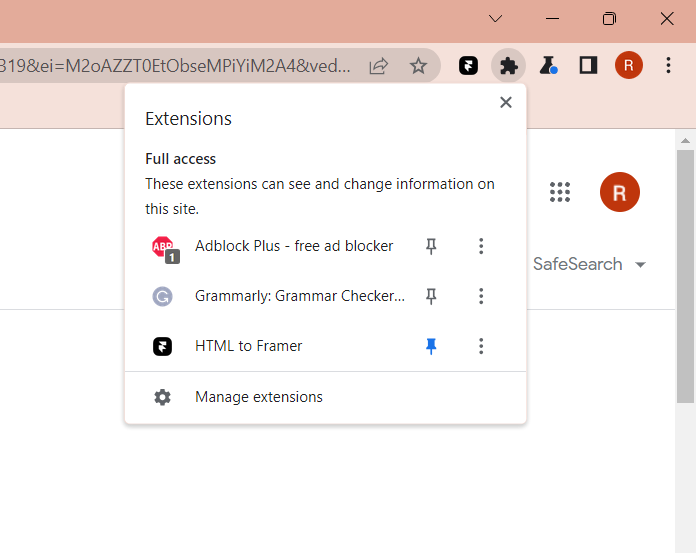 319&ei=M2oAZZT0EtObseMPiYiM2A4&ved...
R
Extensions
Full access
These extensions can see and change information on
this site.
R
ABP
1
Adblock Plus - free ad blocker
SafeSearch
G
Grammarly: Grammar Checker...
HTML to Framer
Manage extensions